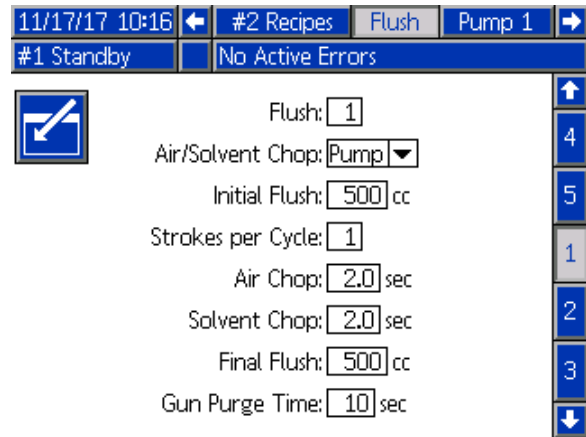 11/17/17 10:16 #2 Recipes Flush Pump 1
#1 Standby No Active Errors
Flush: 1
Air/Solvent Chop: Pump
Initial Flush: 500 cc
Strokes per Cycle: 1
Air Chop: 2.0 sec
Solvent Chop: 2.0 sec
Final Flush: 500 cc
Gun Purge Time: 10 sec
4
5
1
2
3